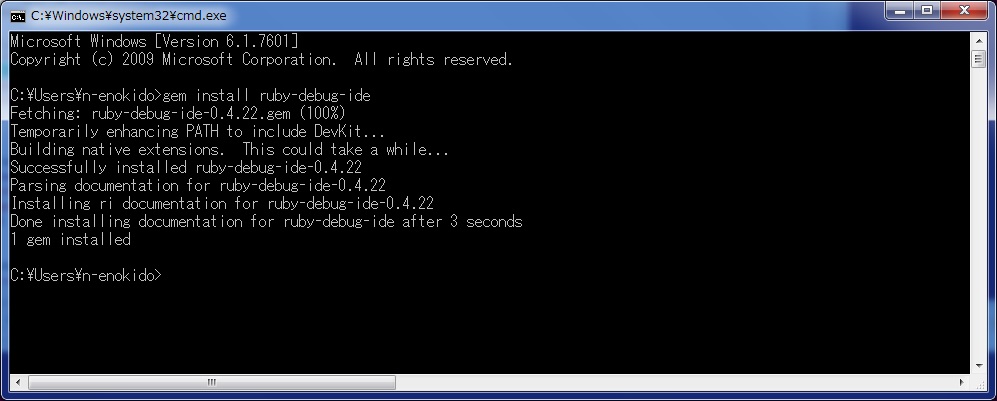 C:¥Windows¥system32¥cmd.exe
Microsoft Windows [Version 6.1.7601]
Copyright (c) 2009 Microsoft Corporation.  All rights reserved.
C:¥Users¥n-enokido>gem install ruby-debug-ide
Fetching: ruby-debug-ide-0.4.22.gem (100%)
Temporarily enhancing PATH to include DevKit...
Building native extensions.  This could take a while...
Successfully installed ruby-debug-ide-0.4.22
Parsing documentation for ruby-debug-ide-0.4.22
Installing ri documentation for ruby-debug-ide-0.4.22
Done installing documentation for ruby-debug-ide after 3 seconds
1 gem installed
C:¥Users¥n-enokido>